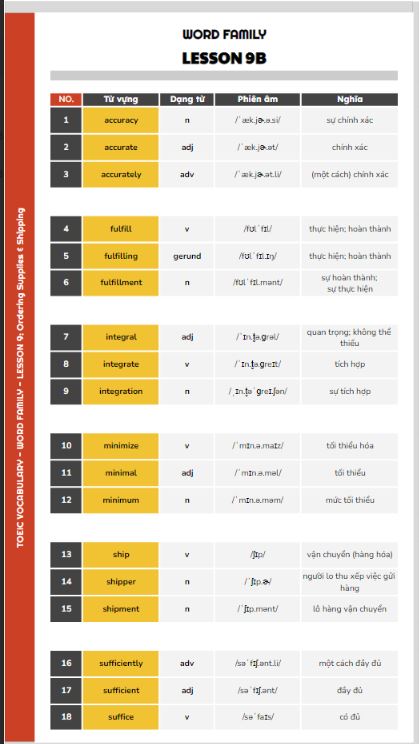 WORD FAMILY
LESSON 9B
TOEIC VOCABULARY - WORD FAMILY - LESSON 9: Ordering Supplies & Shipping
NO. Từ vựng Dạng từ Phiên âm Nghĩa
1 accuracy n /ˈæk.jɚ.ə.si/ sự chính xác
2 accurate adj /ˈæk.jɚ.ət/ chính xác
3 accurately adv /ˈæk.jɚ.ət.li/ (một cách) chính xác
4 fulfill v /fʊlˈfɪl/ thực hiện; hoàn thành
5 fulfilling gerund /fʊlˈfɪl.ɪŋ/ thực hiện; hoàn thành
6 fulfillment n /fʊlˈfɪl.mənt/ sự hoàn thành;
sự thực hiện
7 integral adj /ˈɪn.t̬ə.ɡrəl/ quan trọng; không thể
thiếu
8 integrate v /ˈɪn.t̬ə.ɡreɪt/ tích hợp
9 integration n /ˌɪn.t̬əˈɡreɪ.ʃən/ sự tích hợp
10 minimize v /ˈmɪn.ə.maɪz/ tối thiểu hóa
11 minimal adj /ˈmɪn.ə.məl/ tối thiểu
12 minimum n /ˈmɪn.ə.məm/ mức tối thiểu
13 ship v /ʃɪp/ vận chuyển (hàng hóa)
14 shipper n /ˈʃɪp.ɚ/ người lo thu xếp việc gửi
hàng
15 shipment n /ˈʃɪp.mənt/ lô hàng vận chuyển
16 sufficiently adv /səˈfɪʃ.ənt.li/ một cách đầy đủ
17 sufficient adj /səˈfɪʃ.ənt/ đầy đủ
18 suffice v /səˈfaɪs/ có đủ